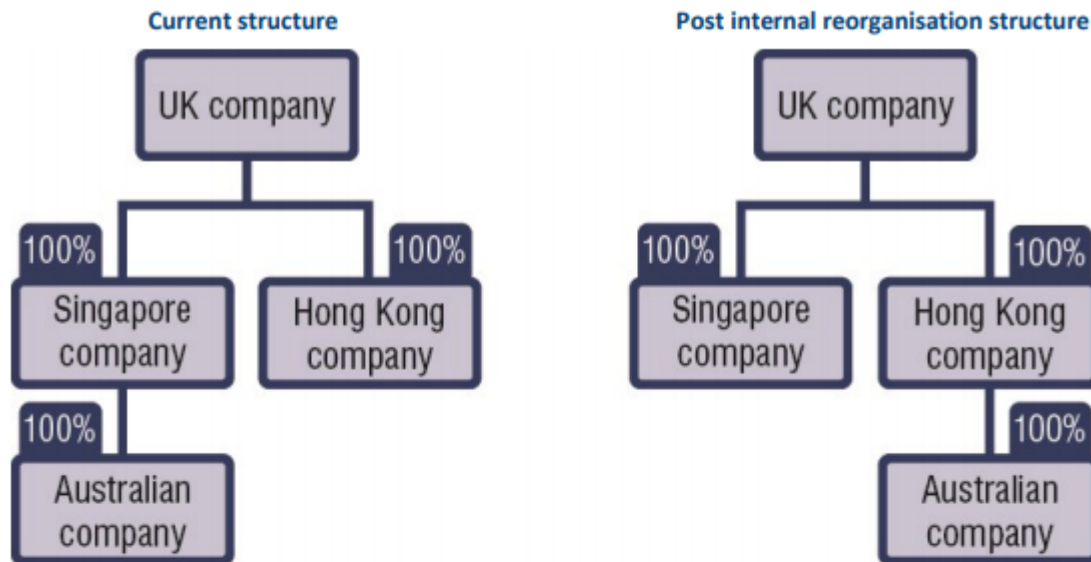 Current structure
UK company
100%
100%
Singapore
company
Hong Kong
company
100%
Australian
company
Post internal reorganisation structure
UK company
100%
100%
Singapore
company
Hong Kong
company
100%
Australian
company